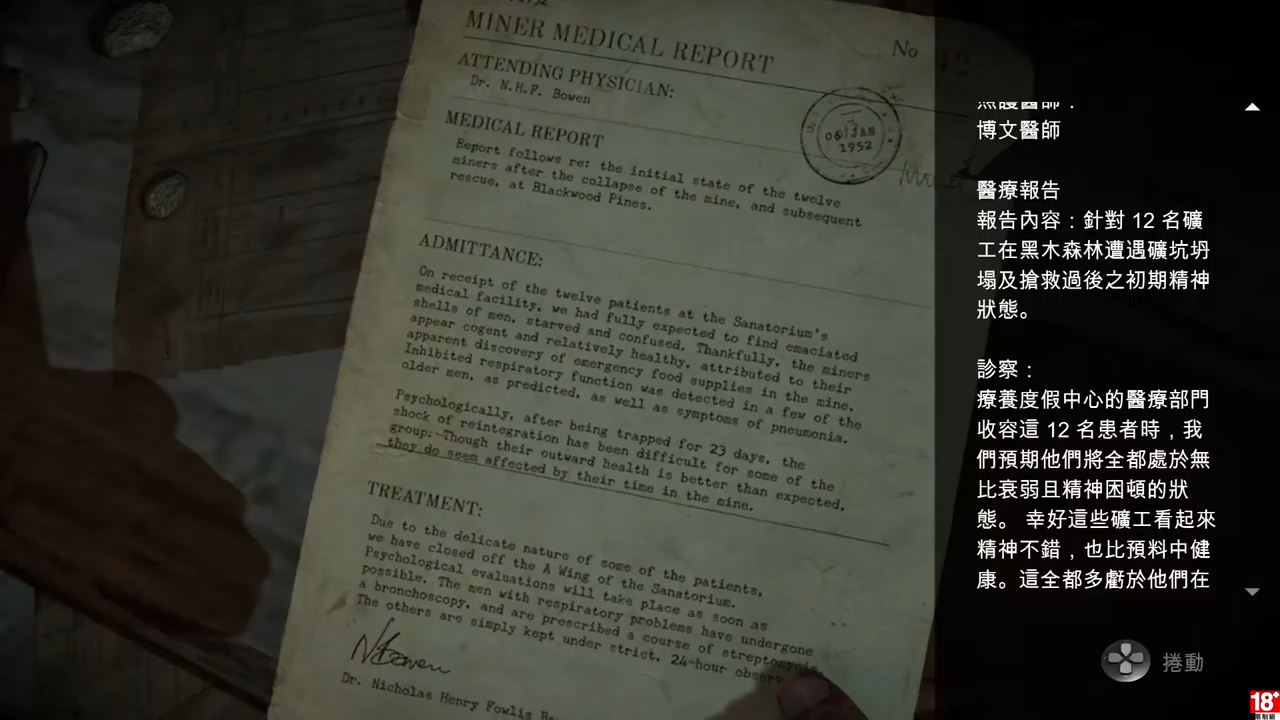 MINER MEDICAL REPORT
No 42
ATTENDING PHYSICIAN:
Dr. N.H.F. Bowen
06 JAN
1952
MEDICAL REPORT
Report follows re: the initial state of the twelve
miners after the collapse of the mine, and subsequent
rescue, at Blackwood Pines.
ADMITTANCE:
On receipt of the twelve patients at the Sanatorium's
medical facility, we had fully expected to find emaciated
shells of men, starved and confused. Thankfully, the miners
appear cogent and relatively healthy, attributed to their
apparent discovery of emergency food supplies in the mine.
Inhibited respiratory function was detected in a few of the
older men, as predicted, as well as symptoms of pneumonia.
Psychologically, after being trapped for 23 days, the
shock of reintegration has been difficult for some of the
group. Though their outward health is better than expected,
they do seem affected by their time in the mine.
TREATMENT:
Due to the delicate nature of some of the patients,
we have closed off the A Wing of the Sanatorium.
Psychological evaluations will take place as soon as
possible. The men with respiratory problems have undergone
a bronchoscopy, and are prescribed a course of streptomycin.
The others are simply kept under strict, 24-hour observ
NBowen
Dr. Nicholas Henry Fowlis B
照護醫師：
博文醫師
醫療報告
報告內容：針對 12 名礦
工在黑木森林遭遇礦坑坍
塌及搶救過後之初期精神
狀態。
診察：
療養度假中心的醫療部門
收容這 12 名患者時，我
們預期他們將全都處於無
比衰弱且精神困頓的狀
態。 幸好這些礦工看起來
精神不錯，也比預料中健
康。這全都多虧於他們在
捲動
18+
限制級